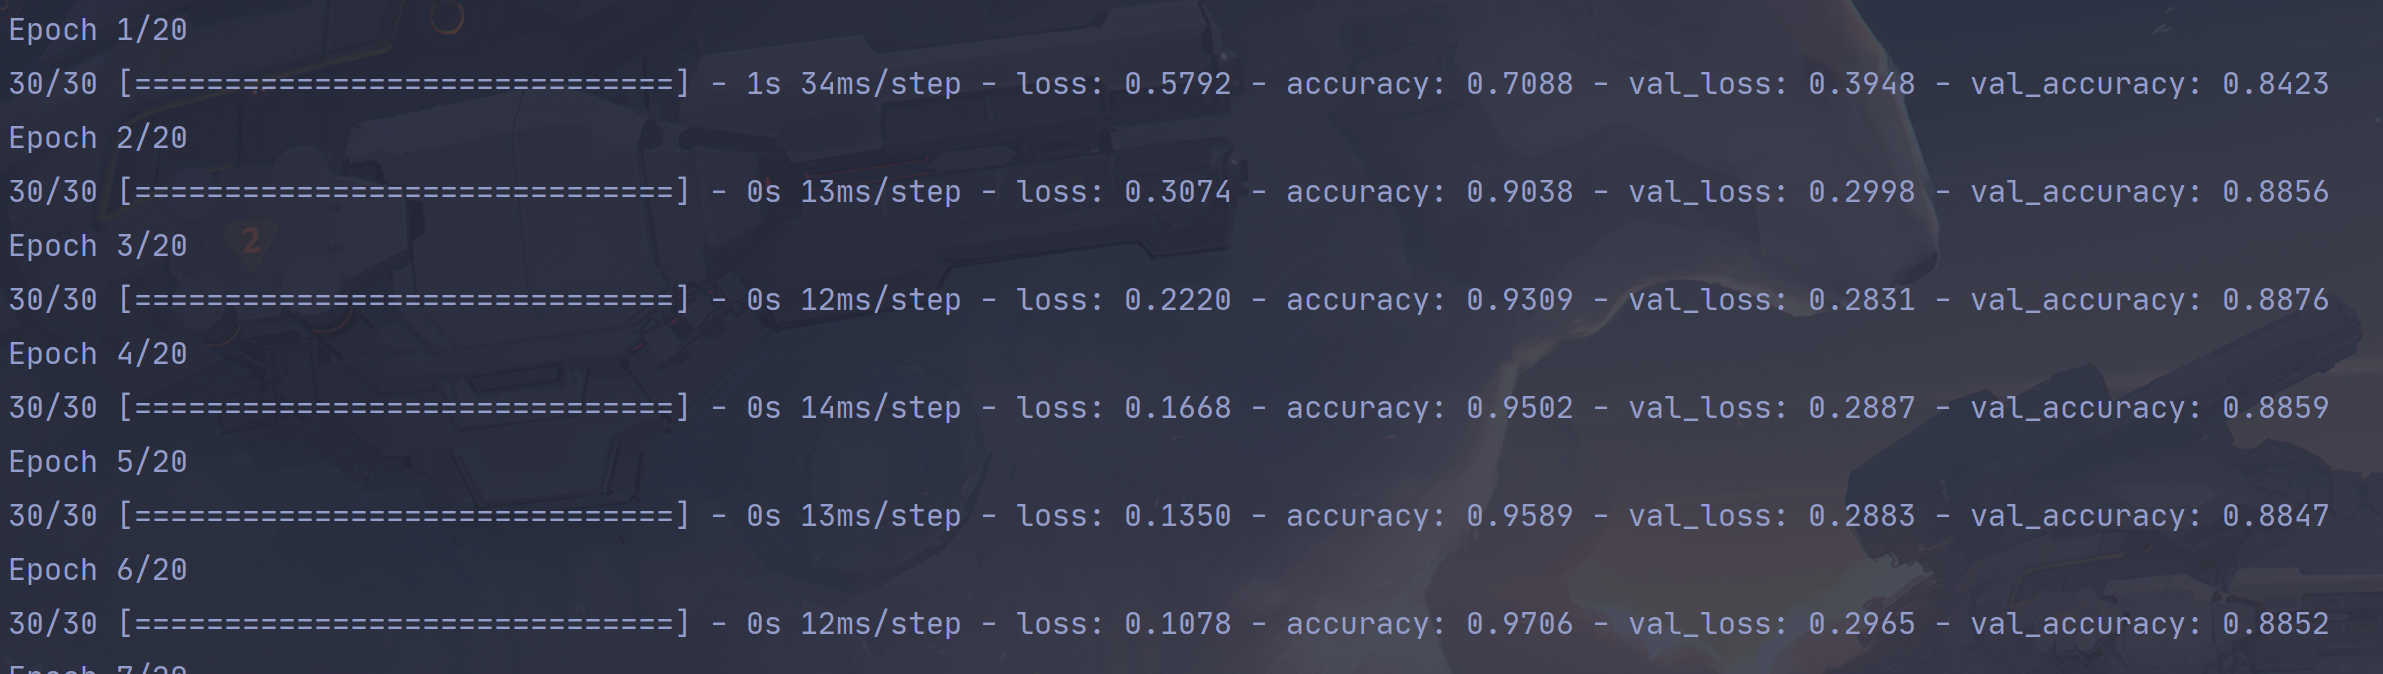 Epoch 1/20
30/30 [==============================] - 1s 34ms/step - loss: 0.5792 - accuracy: 0.7088 - val_loss: 0.3948 - val_accuracy: 0.8423
Epoch 2/20
30/30 [==============================] - 0s 13ms/step - loss: 0.3074 - accuracy: 0.9038 - val_loss: 0.2998 - val_accuracy: 0.8856
Epoch 3/20
30/30 [==============================] - 0s 12ms/step - loss: 0.2220 - accuracy: 0.9309 - val_loss: 0.2831 - val_accuracy: 0.8876
Epoch 4/20
30/30 [==============================] - 0s 14ms/step - loss: 0.1668 - accuracy: 0.9502 - val_loss: 0.2887 - val_accuracy: 0.8859
Epoch 5/20
30/30 [==============================] - 0s 13ms/step - loss: 0.1350 - accuracy: 0.9589 - val_loss: 0.2883 - val_accuracy: 0.8847
Epoch 6/20
30/30 [==============================] - 0s 12ms/step - loss: 0.1078 - accuracy: 0.9706 - val_loss: 0.2965 - val_accuracy: 0.8852
Epoch 7/20
2